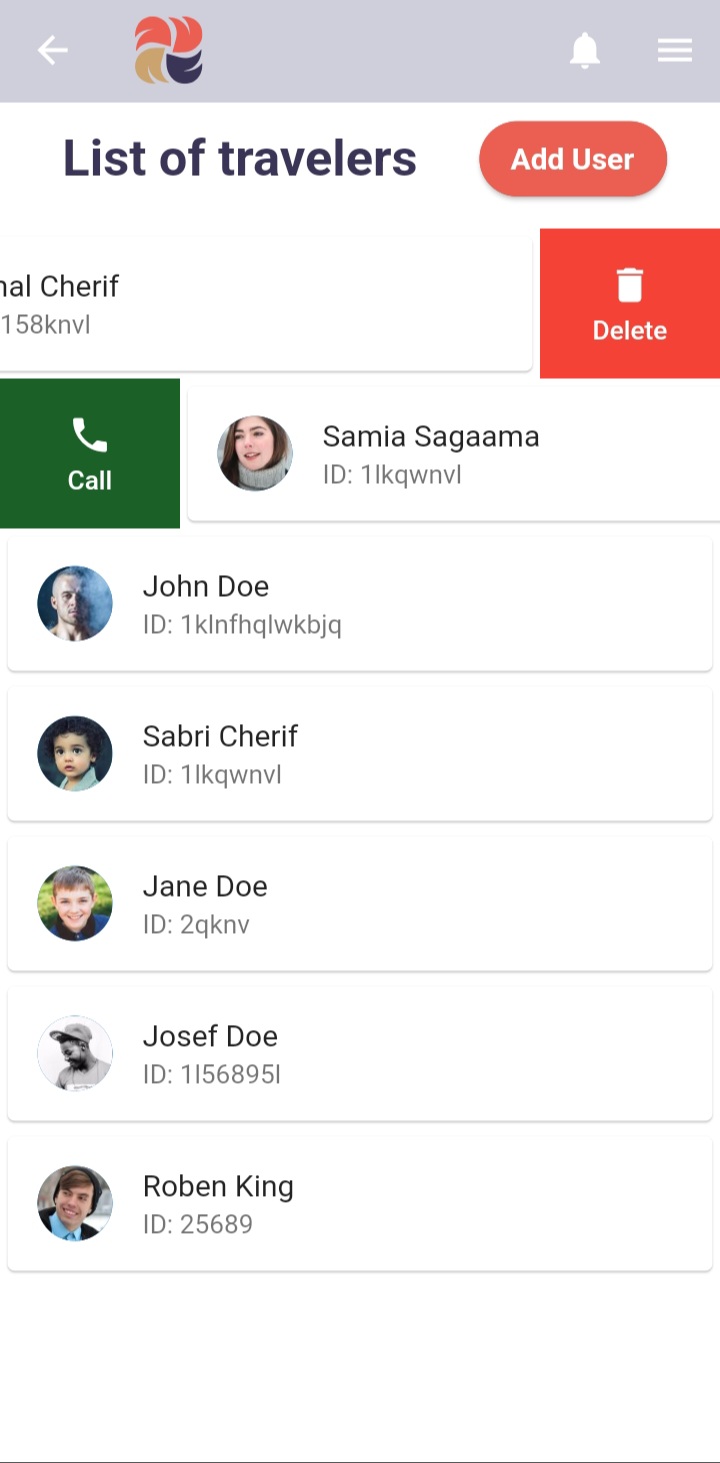 List of travelers
Add User
Cherif
158knvl
Delete
Call
Samia Sagaama
ID: 1lkqwnvl
John Doe
ID: 1klnfhqlwkbjq
Sabri Cherif
ID: 1lkqwnvl
Jane Doe
ID: 2qknv
Josef Doe
ID: 1l56895l
Roben King
ID: 25689